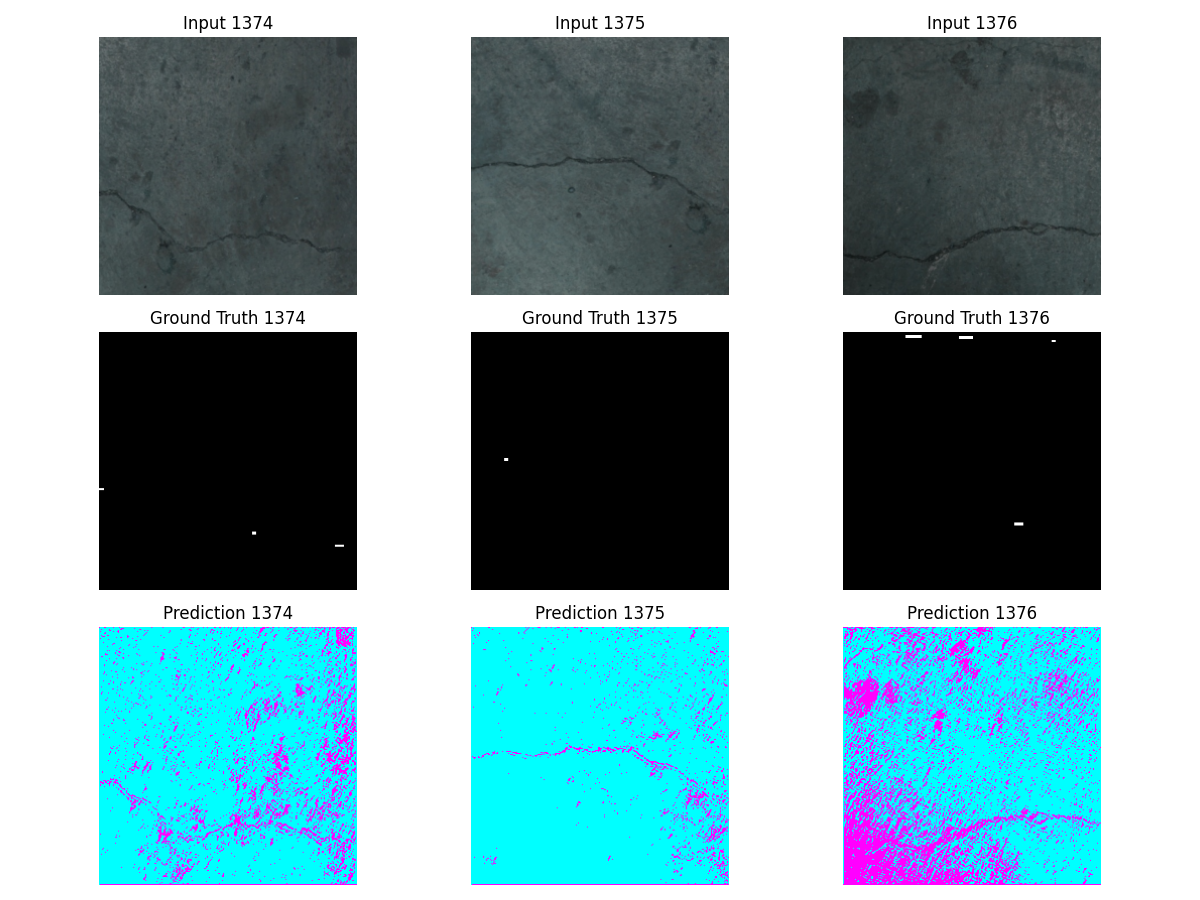 Input 1374
Input 1375
Input 1376
Ground Truth 1374
Ground Truth 1375
Ground Truth 1376
Prediction 1374
Prediction 1375
Prediction 1376